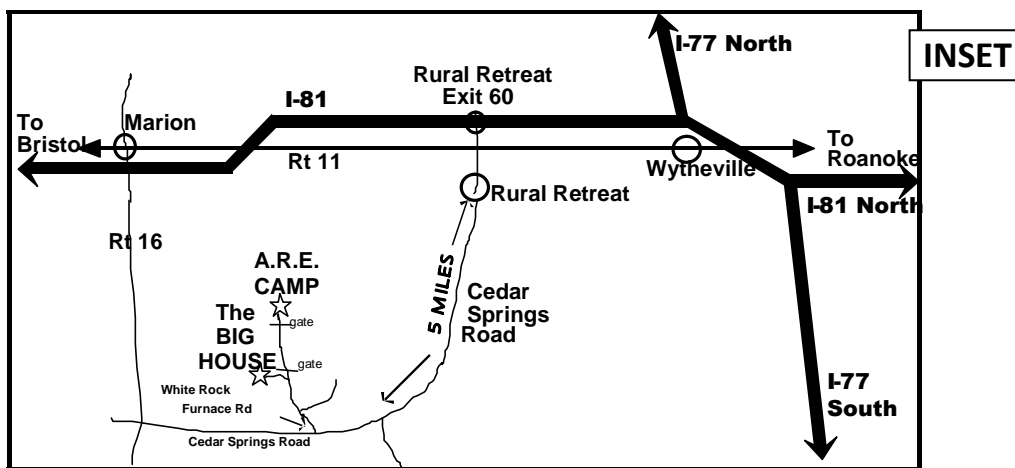 INSET
I-77 North
Rural Retreat
Exit 60
I-81
To
Bristol
Marion
Rt 11
To
Roanoke
Wytheville
Rural Retreat
I-81 North
Rt 16
A.R.E.
CAMP
The
BIG
HOUSE
gate
gate
5 MILES
Cedar
Springs
Road
White Rock
Furnace Rd
Cedar Springs Road
I-77
South